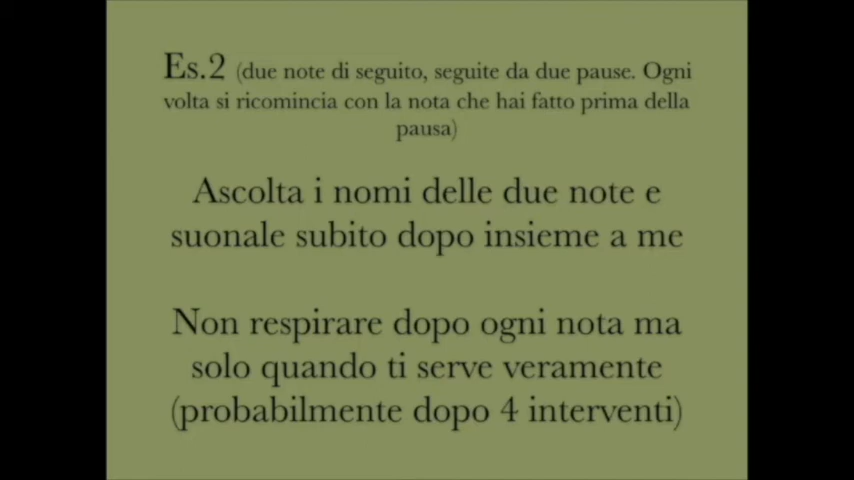 Es.2 (due note di seguito, seguite da due pause. Ogni
volta si ricomincia con la nota che hai fatto prima della
pausa)
Ascolta i nomi delle due note e
suonale subito dopo insieme a me
Non respirare dopo ogni nota ma
solo quando ti serve veramente
(probabilmente dopo 4 interventi)